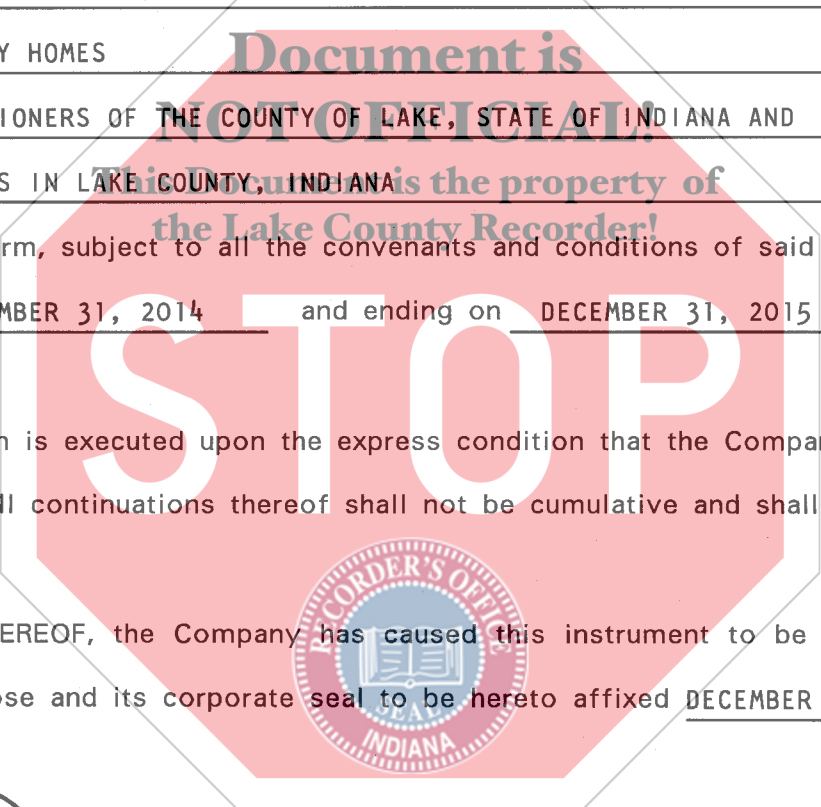 Y HOMES
Document is
IONERS OF THE COUNTY OF LAKE, STATE OF INDIANA AND
NOT OFFICIAL!
S IN LAKE COUNTY, INDIANA
This Document is the property of
the Lake County Recorder!
rm, subject to all the convenants and conditions of said
MBER 31, 2014 and ending on DECEMBER 31, 2015
STOP
n is executed upon the express condition that the Compan
ll continuations thereof shall not be cumulative and shall
RECORDER'S OFFICE
EREOF, the Company has caused this instrument to be
ose and its corporate seal to be hereto affixed DECEMBER
SEAL
INDIANA